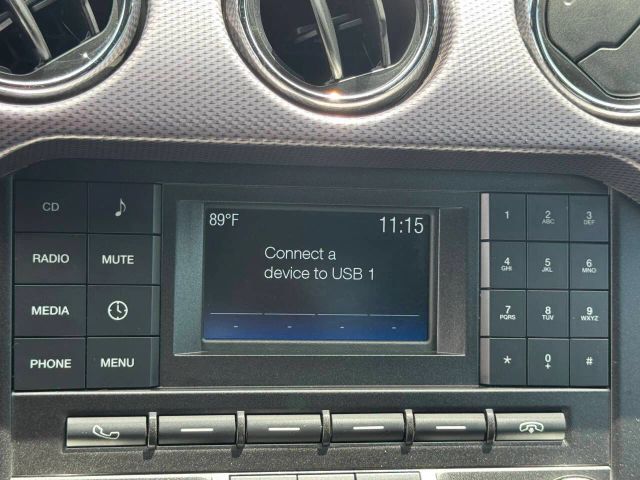 CD
RADIO MUTE
MEDIA
PHONE MENU
89°F 11:15
Connect a
device to USB 1
- - - -
1 2 ABC 3 DEF
4 GHI 5 JKL 6 MNO
7 PQRS 8 TUV 9 WXYZ
* 0 + #